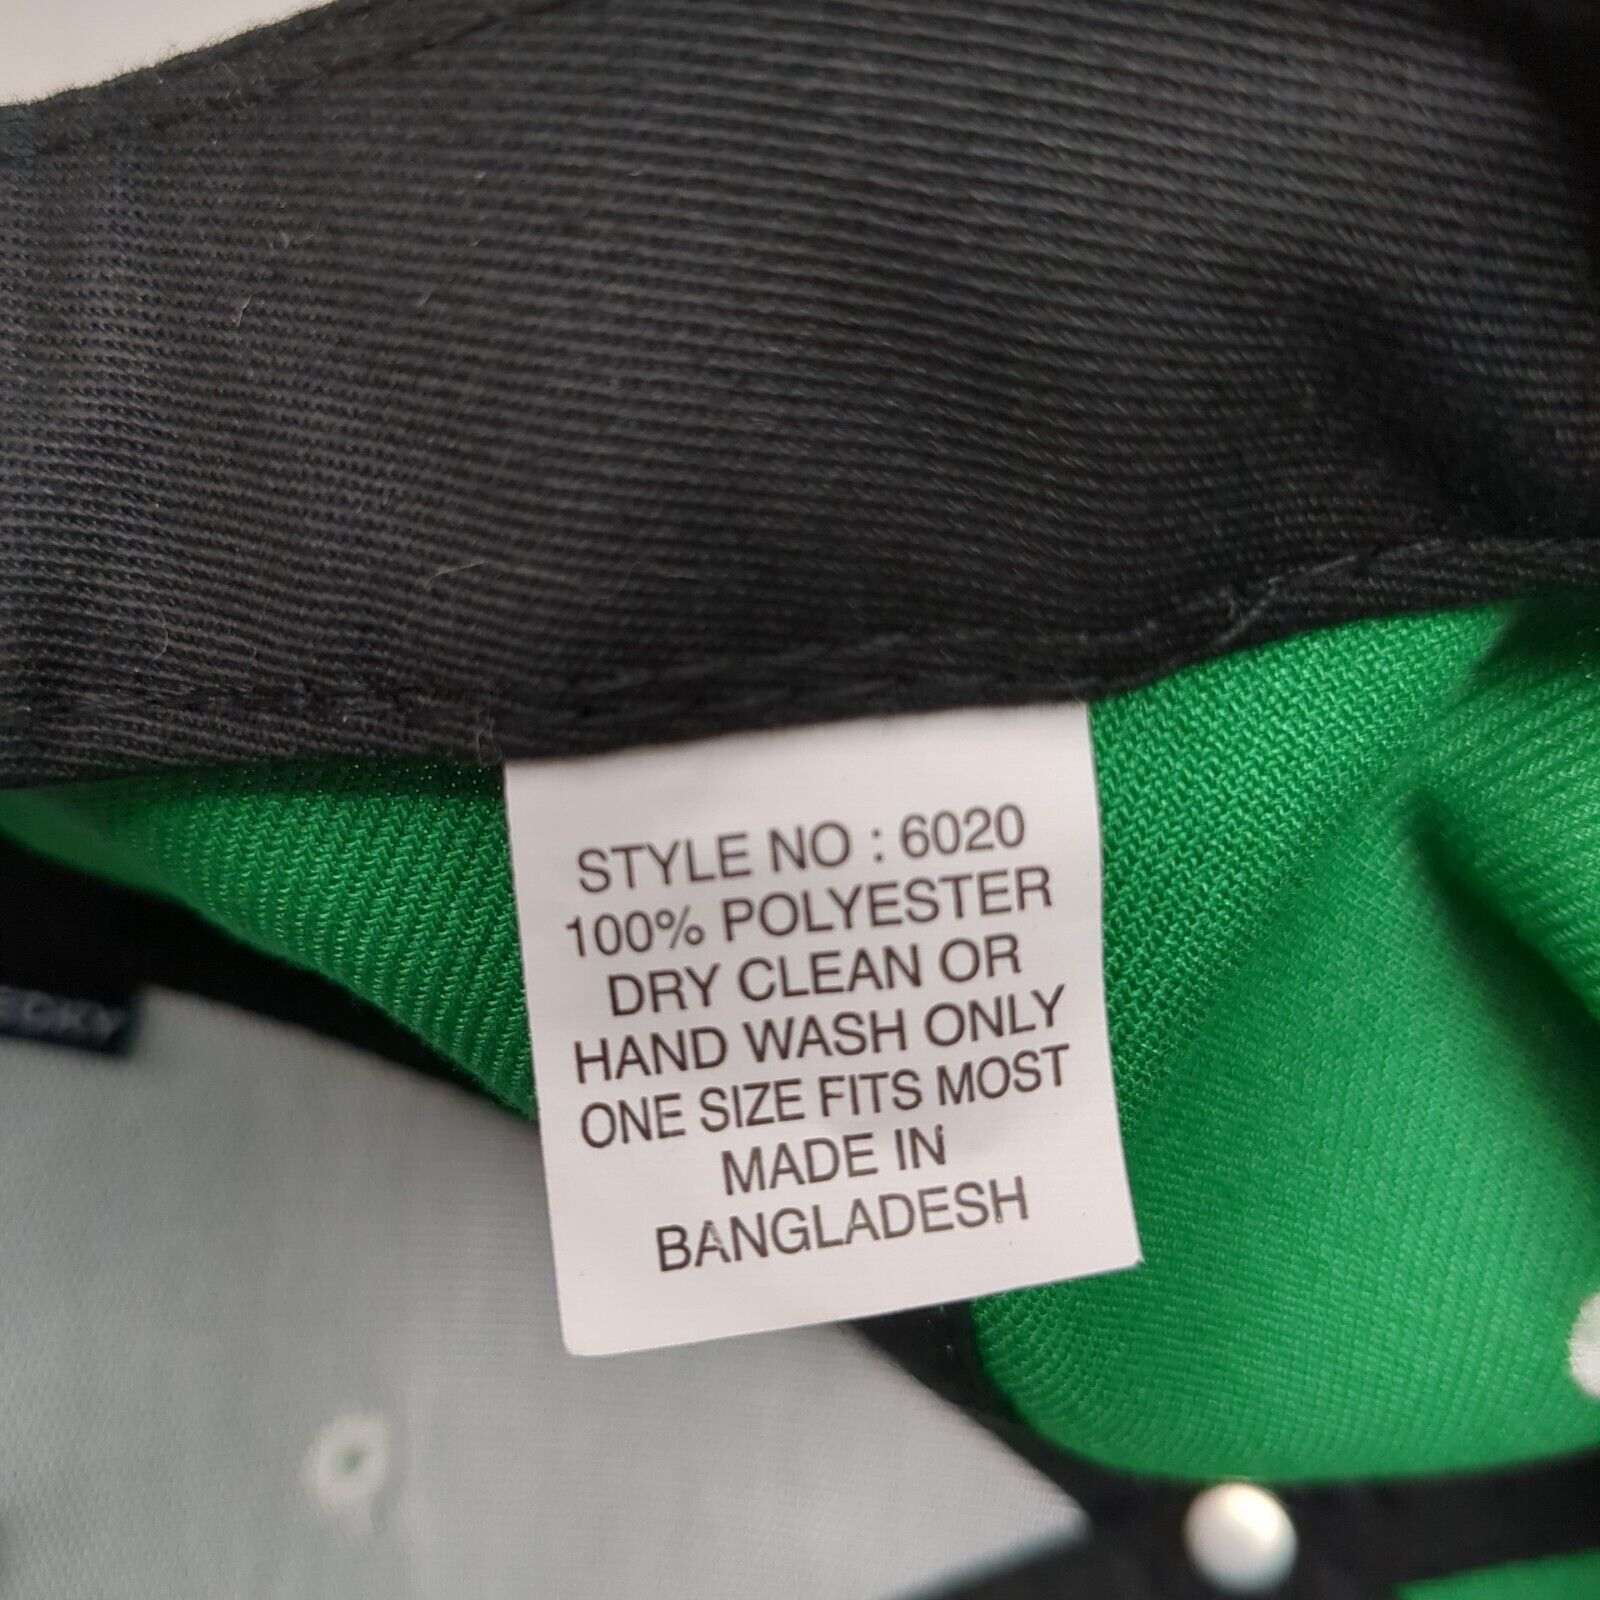 STYLE NO : 6020
100% POLYESTER
DRY CLEAN OR
HAND WASH ONLY
ONE SIZE FITS MOST
MADE IN
BANGLADESH